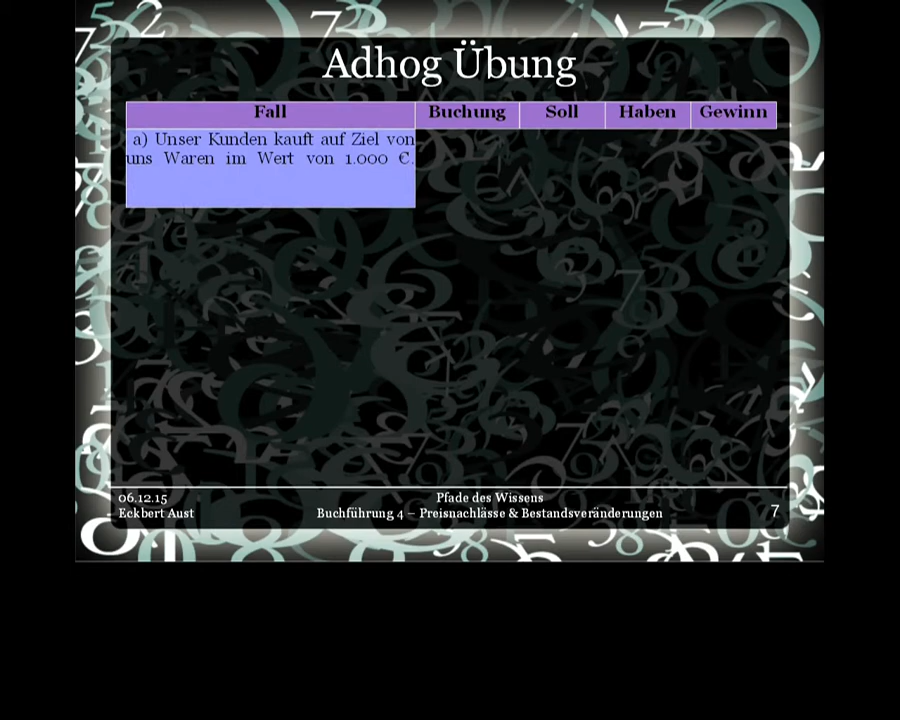 Adhog Übung
Fall Buchung Soll Haben Gewinn
a) Unser Kunden kauft auf Ziel von
uns Waren im Wert von 1.000 €.
06.12.15
Eckbert Aust
Pfade des Wissens
Buchführung 4 – Preisnachlässe & Bestandsveränderungen
7